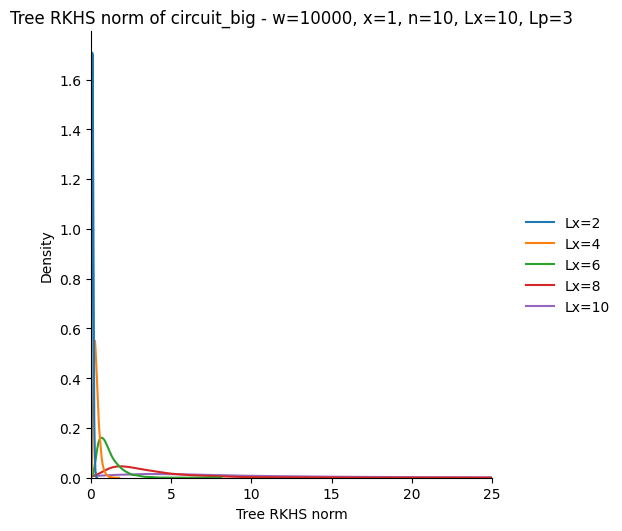 Tree RKHS norm of circuit_big - w=10000, x=1, n=10, Lx=10, Lp=3
Density
1.6
1.4
1.2
1.0
0.8
0.6
0.4
0.2
0.0
0 5 10 15 20 25
Tree RKHS norm
Lx=2
Lx=4
Lx=6
Lx=8
Lx=10